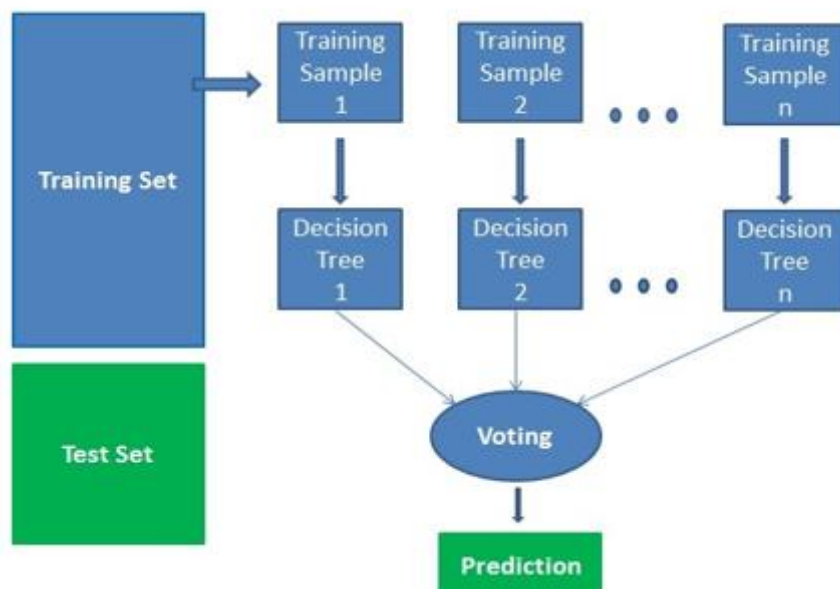 Training Set
Training
Sample
1
Training
Sample
2
Training
Sample
n
Decision
Tree
1
Decision
Tree
2
Decision
Tree
n
Test Set
Voting
Prediction